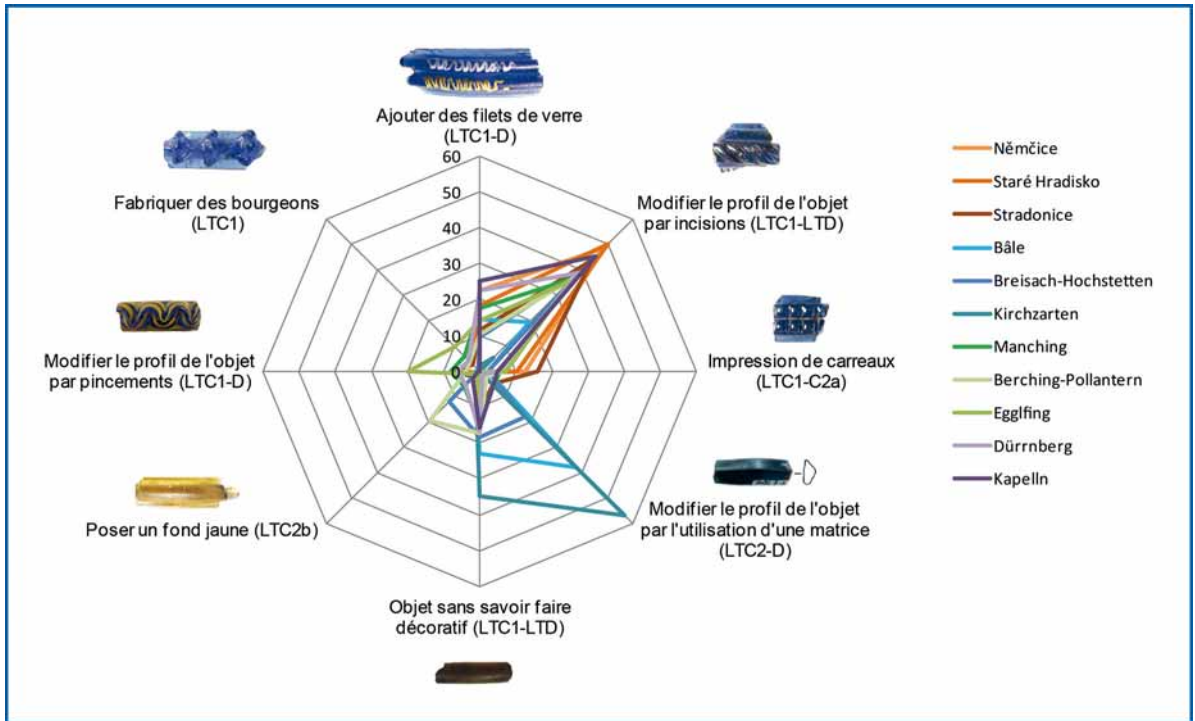 Ajouter des filets de verre
(LTC1-D)
Fabriquer des bourgeons
(LTC1)
Modifier le profil de l'objet
par incisions (LTC1-LTD)
60
50
40
30
20
10
0
Modifier le profil de l'objet
par pincements (LTC1-D)
Impression de carreaux
(LTC1-C2a)
Poser un fond jaune (LTC2b)
Modifier le profil de l'objet
par l'utilisation d'une matrice
(LTC2-D)
Objet sans savoir faire
décoratif (LTC1-LTD)
Němčice
Staré Hradisko
Stradonice
Bâle
Breisach-Hochstetten
Kirchzarten
Manching
Berching-Pollantern
Egglfing
Dürrnberg
Kapelln